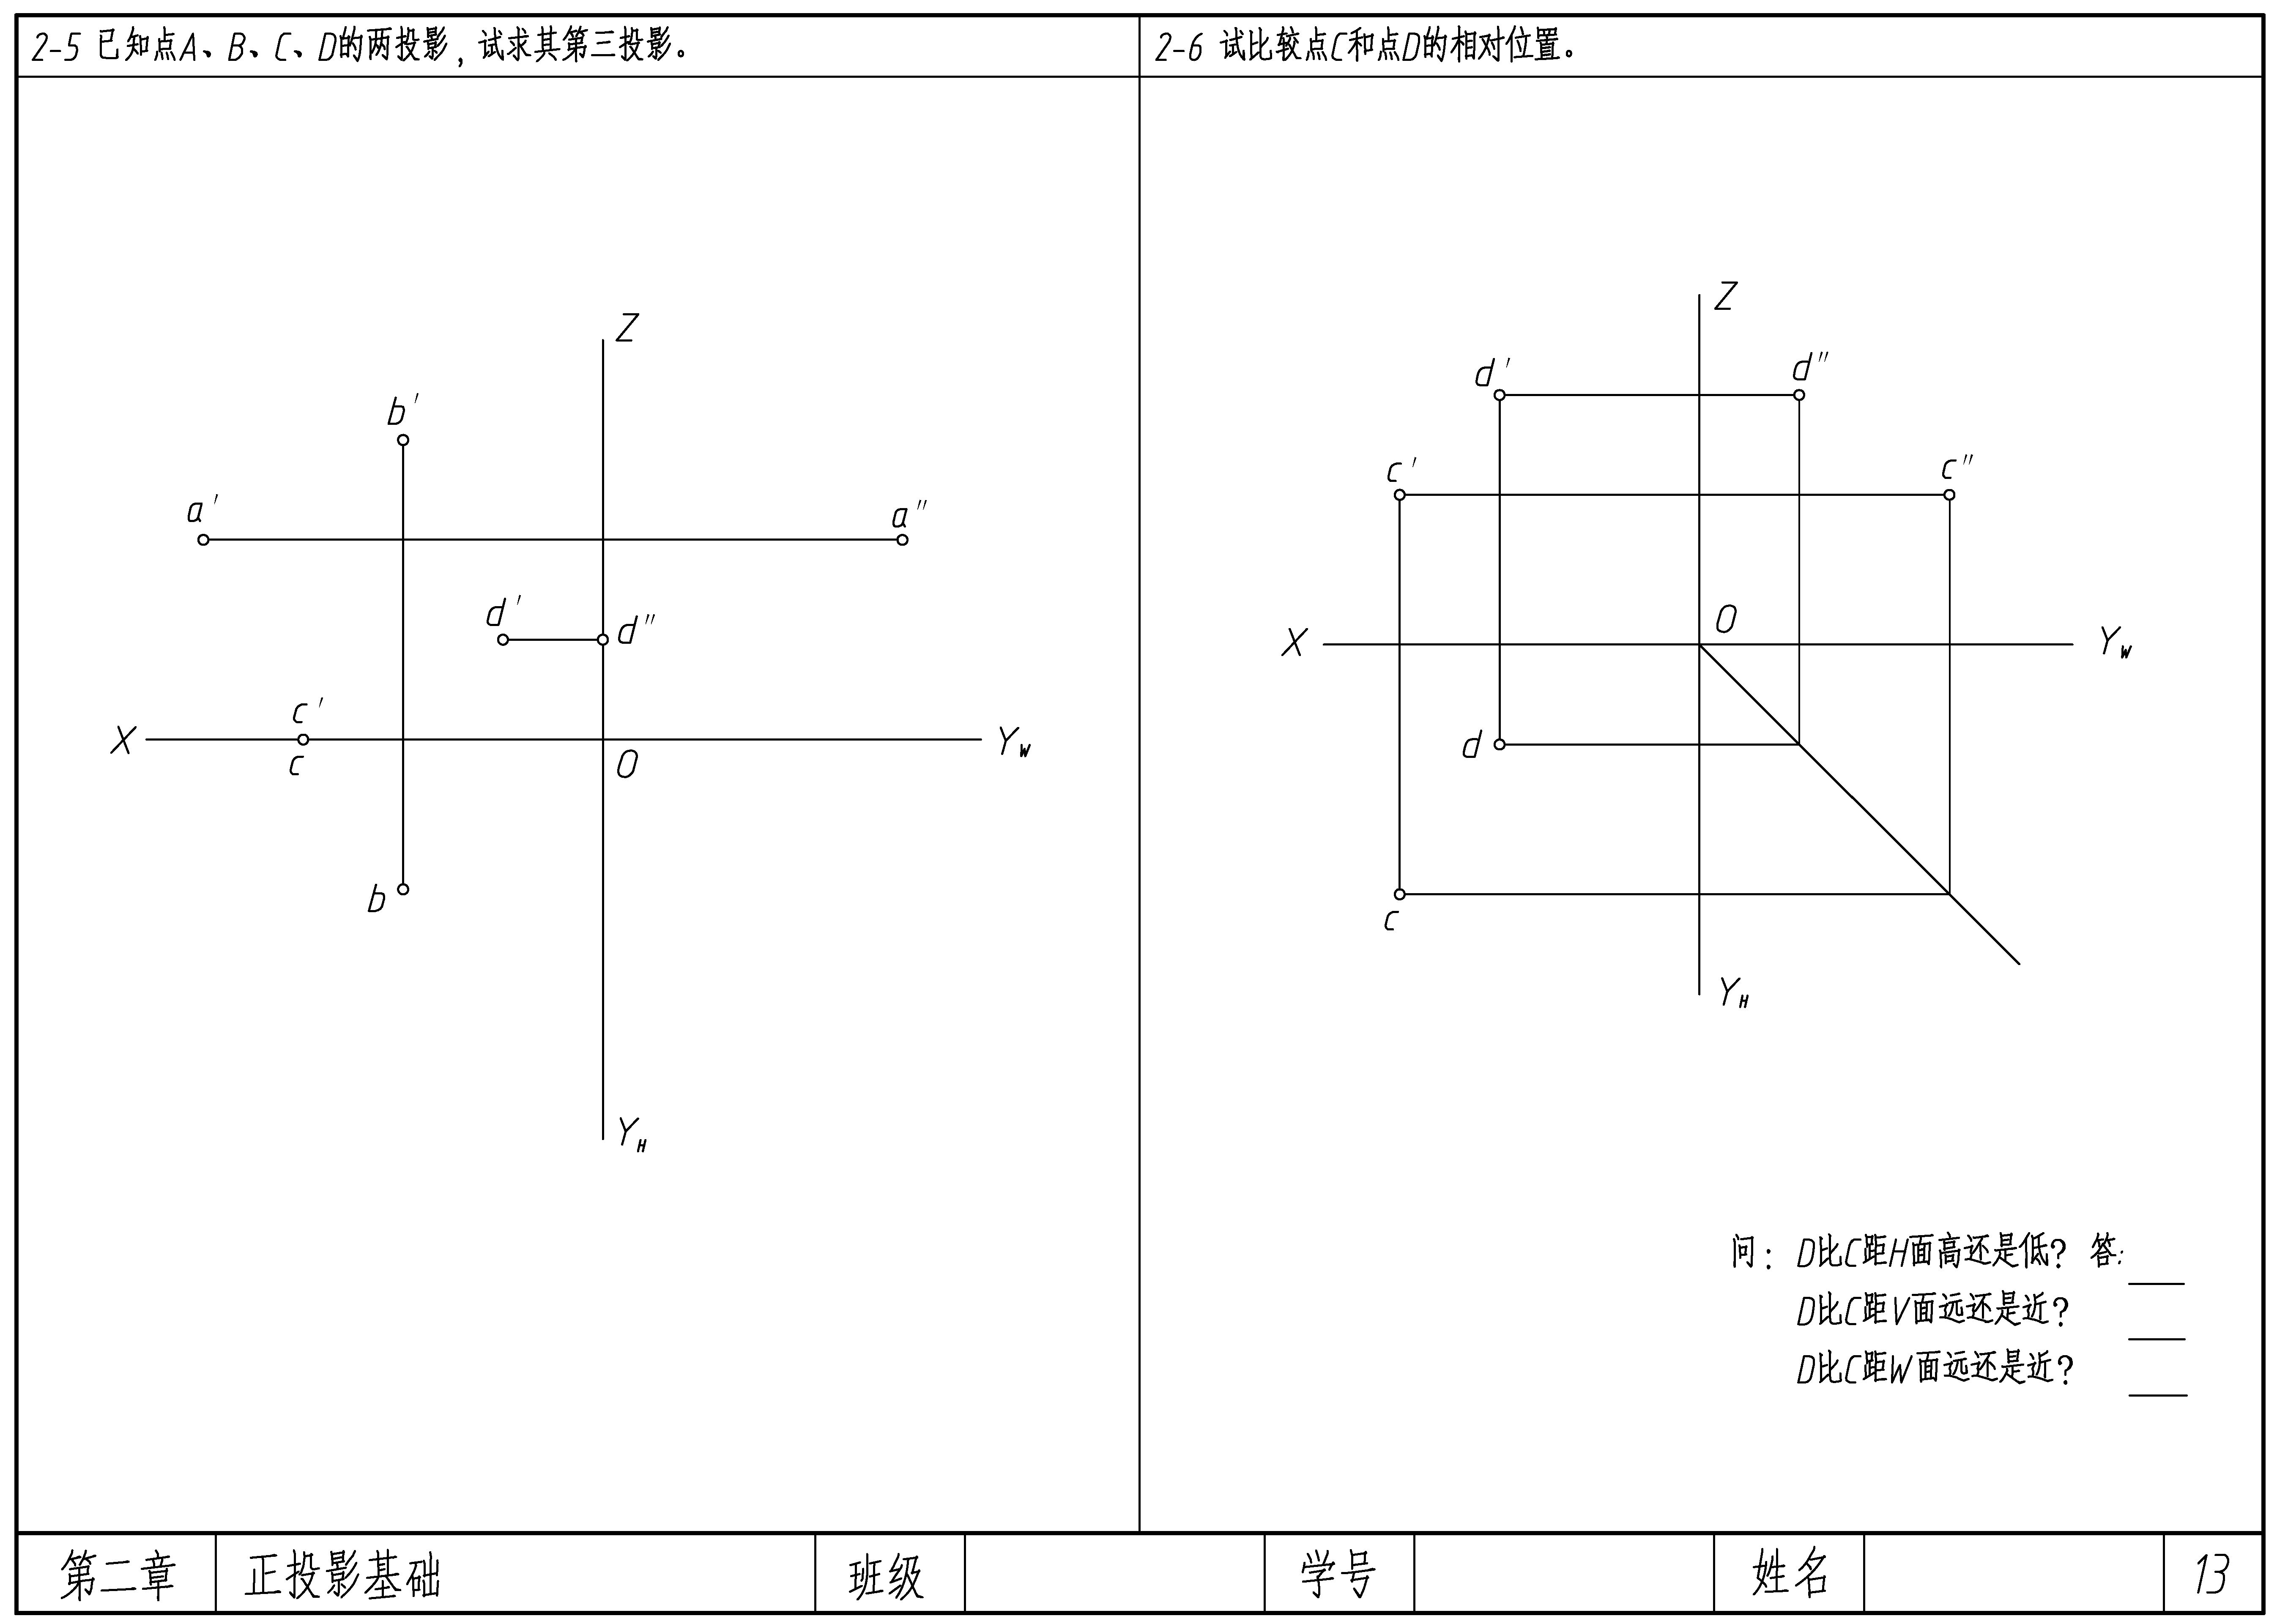 2-5 已知点A、B、C、D的两投影,试求其第三投影。
Z
b'
a'
a"
d'
d"
c'
X
Yw
c
O
b
YH
2-6 试比较点C和点D的相对位置。
Z
d'
d"
c'
c"
O
X
Yw
d
c
YH
问: D比C距H面高还是低? 答:
D比C距V面远还是近?
D比C距W面远还是近?
第二章 正投影基础 班级 学号 姓名 13